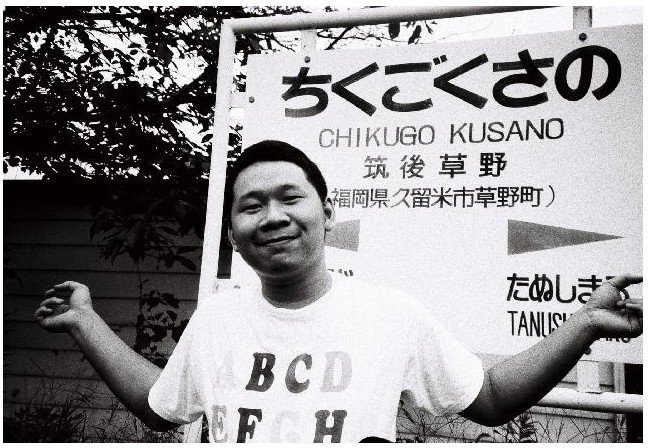 ちくごくさの
CHIKUGO KUSANO
筑後草野
福岡県久留米市草野町)
たぬしま
TANUSH
ABCD
EFGH